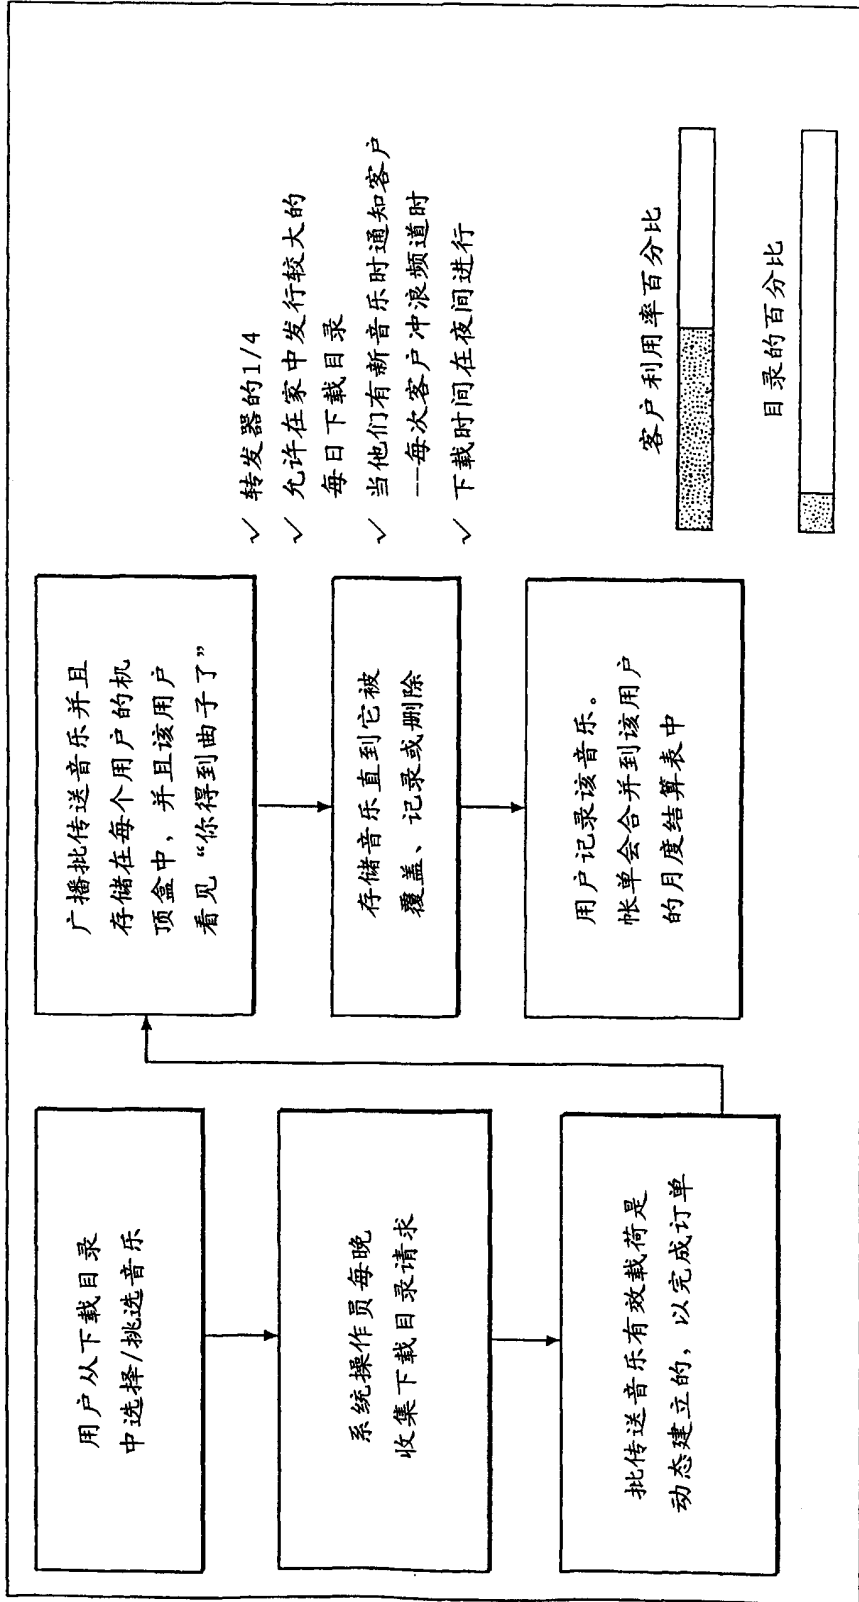 用户从下载目录
中选择/挑选音乐
系统操作员每晚
收集下载目录请求
批传送音乐有效载荷是
动态建立的，以完成订单
广播批传送音乐并且
存储在每个用户的机
顶盒中，并且该用户
看见“你得到曲子了”
存储音乐直到它被
覆盖、记录或删除
用户记录该音乐。
帐单会合并到该用户
的月度结算表中
✓ 转发器的1/4
✓ 允许在家中发行较大的
每日下载目录
✓ 当他们有新音乐时通知客户
--每次客户冲浪频道时
✓ 下载时间在夜间进行
客户利用率百分比
目录的百分比